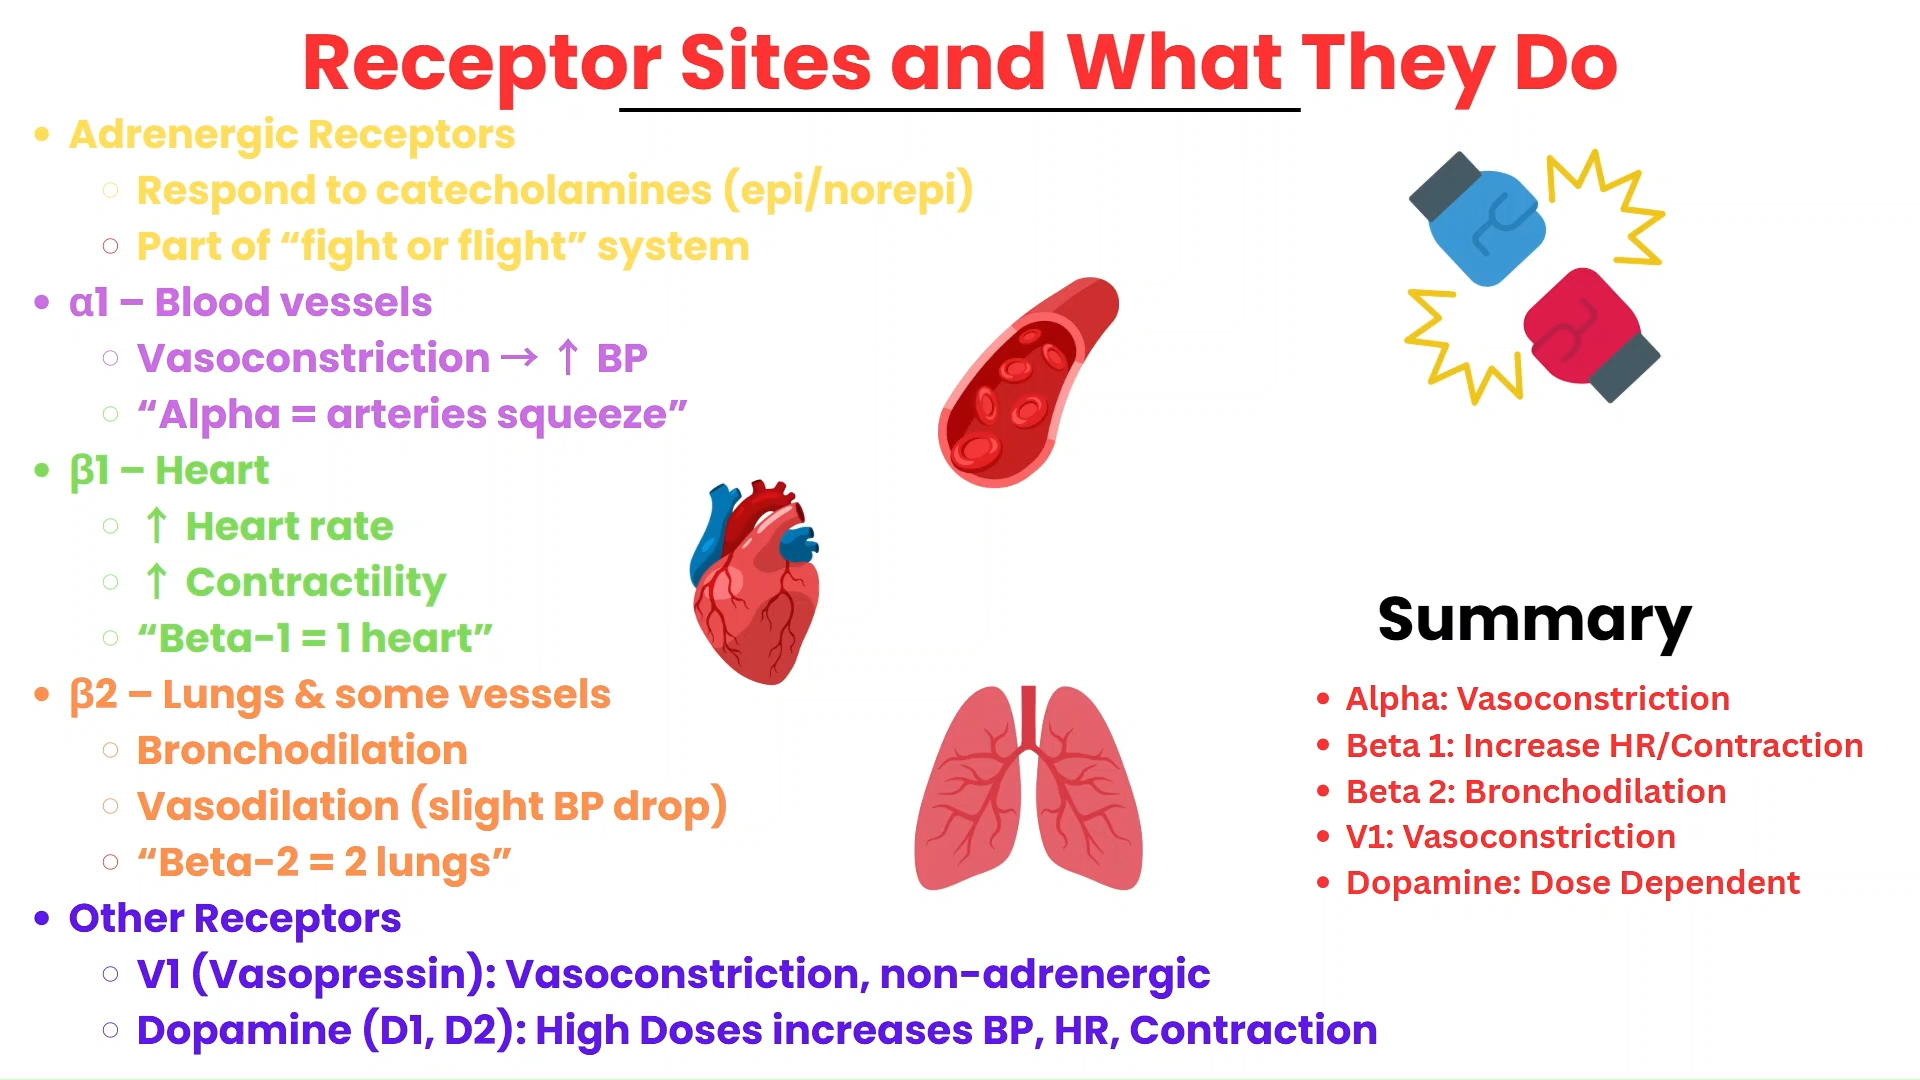 Receptor Sites and What They Do
• Adrenergic Receptors
○ Respond to catecholamines (epi/norepi)
○ Part of “fight or flight” system
• α1 – Blood vessels
○ Vasoconstriction → ↑ BP
○ “Alpha = arteries squeeze”
• β1 – Heart
○ ↑ Heart rate
○ ↑ Contractility
○ “Beta-1 = 1 heart”
• β2 – Lungs & some vessels
○ Bronchodilation
○ Vasodilation (slight BP drop)
○ “Beta-2 = 2 lungs”
• Other Receptors
○ V1 (Vasopressin): Vasoconstriction, non-adrenergic
○ Dopamine (D1, D2): High Doses increases BP, HR, Contraction
Summary
• Alpha: Vasoconstriction
• Beta 1: Increase HR/Contraction
• Beta 2: Bronchodilation
• V1: Vasoconstriction
• Dopamine: Dose Dependent